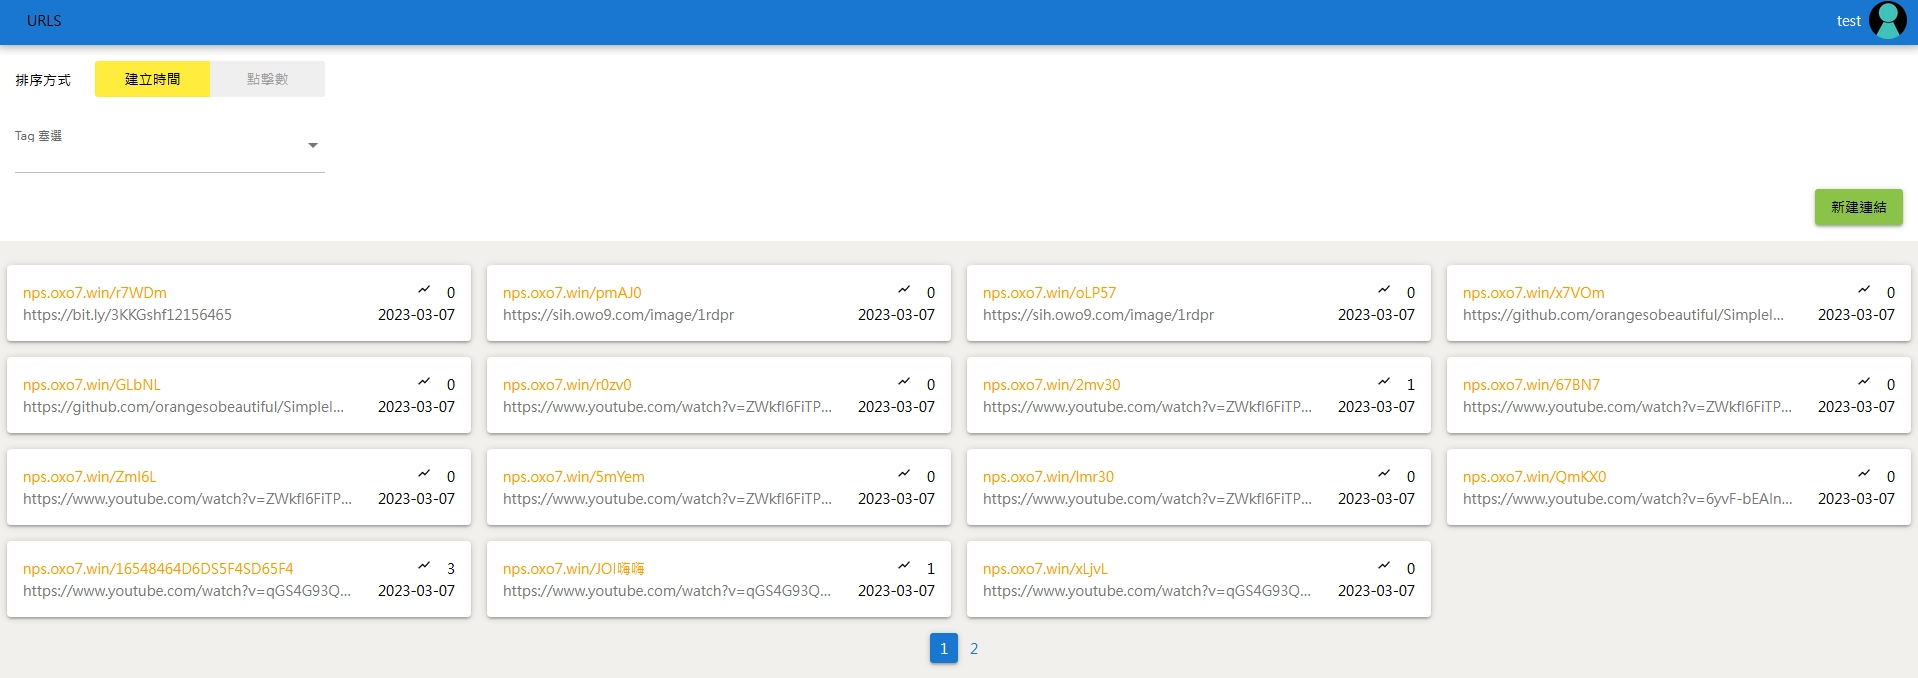 URLS
test
排序方式
建立時間
點擊數
Tag 塞選
新建連結
nps.oxo7.win/r7WDm 0
https://bit.ly/3KKGshf12156465 2023-03-07
nps.oxo7.win/pmAJ0 0
https://sih.owo9.com/image/1rdpr 2023-03-07
nps.oxo7.win/oLP57 0
https://sih.owo9.com/image/1rdpr 2023-03-07
nps.oxo7.win/x7VOm 0
https://github.com/orangesobeautiful/SimpleI... 2023-03-07
nps.oxo7.win/GLbNL 0
https://github.com/orangesobeautiful/SimpleI... 2023-03-07
nps.oxo7.win/r0zv0 0
https://www.youtube.com/watch?v=ZWkfI6FiTP... 2023-03-07
nps.oxo7.win/2mv30 1
https://www.youtube.com/watch?v=ZWkfI6FiTP... 2023-03-07
nps.oxo7.win/67BN7 0
https://www.youtube.com/watch?v=ZWkfI6FiTP... 2023-03-07
nps.oxo7.win/Zml6L 0
https://www.youtube.com/watch?v=ZWkfI6FiTP... 2023-03-07
nps.oxo7.win/5mYem 0
https://www.youtube.com/watch?v=ZWkfI6FiTP... 2023-03-07
nps.oxo7.win/lmr30 0
https://www.youtube.com/watch?v=ZWkfI6FiTP... 2023-03-07
nps.oxo7.win/QmKX0 0
https://www.youtube.com/watch?v=6yvF-bEAln... 2023-03-07
nps.oxo7.win/16548464D6DS5F4SD65F4 3
https://www.youtube.com/watch?v=qGS4G93Q... 2023-03-07
nps.oxo7.win/JOI嗨嗨 1
https://www.youtube.com/watch?v=qGS4G93Q... 2023-03-07
nps.oxo7.win/xLjvL 0
https://www.youtube.com/watch?v=qGS4G93Q... 2023-03-07
1 2